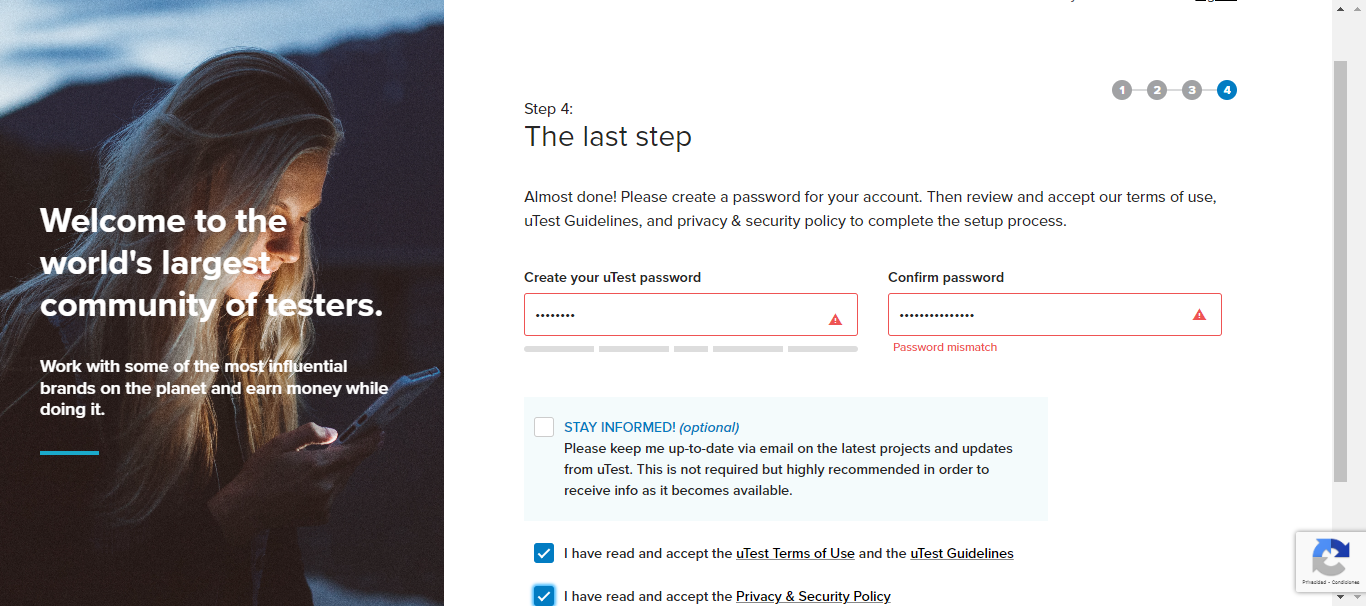 1 2 3 4
Step 4:
The last step
Welcome to the
world's largest
community of testers.
Work with some of the most influential
brands on the planet and earn money while
doing it.
Almost done! Please create a password for your account. Then review and accept our terms of use,
uTest Guidelines, and privacy & security policy to complete the setup process.
Create your uTest password
Confirm password
Password mismatch
STAY INFORMED! (optional)
Please keep me up-to-date via email on the latest projects and updates
from uTest. This is not required but highly recommended in order to
receive info as it becomes available.
I have read and accept the uTest Terms of Use and the uTest Guidelines
I have read and accept the Privacy & Security Policy
Privacidad - Condiciones